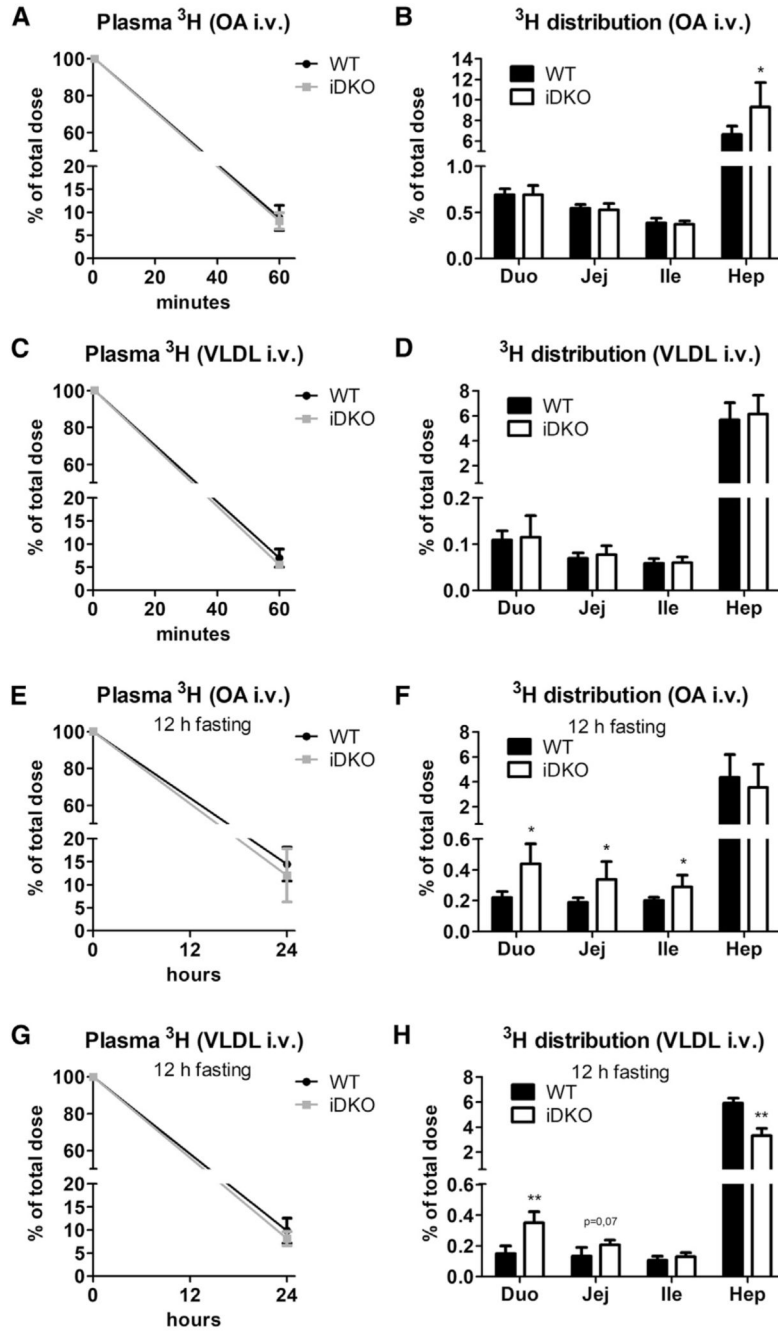 A
Plasma ³H (OA i.v.)
% of total dose
100
80
60
20
15
10
5
0
0 20 40 60
minutes
WT
iDKO
B
³H distribution (OA i.v.)
% of total dose
14
12
10
8
6
1.0
0.5
0.0
WT
iDKO
*
Duo Jej Ile Hep
C
Plasma ³H (VLDL i.v.)
% of total dose
100
80
60
20
15
10
5
0
0 20 40 60
minutes
WT
iDKO
D
³H distribution (VLDL i.v.)
% of total dose
8
6
4
2
0.2
0.1
0.0
WT
iDKO
Duo Jej Ile Hep
E
Plasma ³H (OA i.v.)
12 h fasting
% of total dose
100
80
60
20
15
10
5
0
0 12 24
hours
WT
iDKO
F
³H distribution (OA i.v.)
12 h fasting
% of total dose
8
6
4
2
0.6
0.4
0.2
0.0
WT
iDKO
* * *
Duo Jej Ile Hep
G
Plasma ³H (VLDL i.v.)
12 h fasting
% of total dose
100
80
60
20
15
10
5
0
0 12 24
hours
WT
iDKO
H
³H distribution (VLDL i.v.)
12 h fasting
% of total dose
8
6
4
2
0.6
0.4
0.2
0.0
WT
iDKO
**
p=0,07
**
Duo Jej Ile Hep